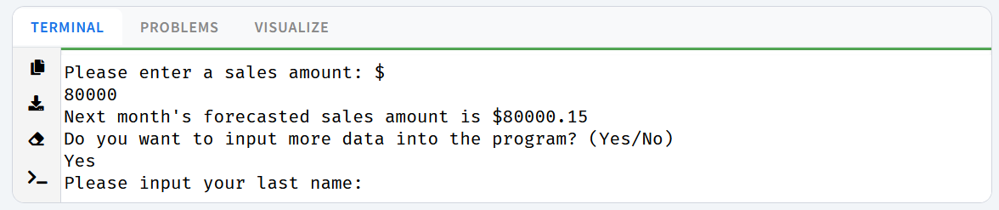 TERMINAL PROBLEMS VISUALIZE
Please enter a sales amount: $
80000
Next month's forecasted sales amount is $80000.15
Do you want to input more data into the program? (Yes/No)
Yes
Please input your last name: